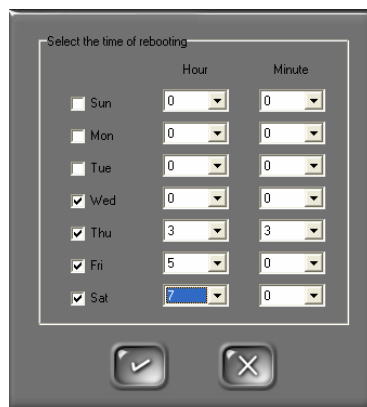 Select the time of rebooting
Hour Minute
Sun 0 0
Mon 0 0
Tue 0 0
Wed 0 0
Thu 3 3
Fri 5 0
Sat 7 0